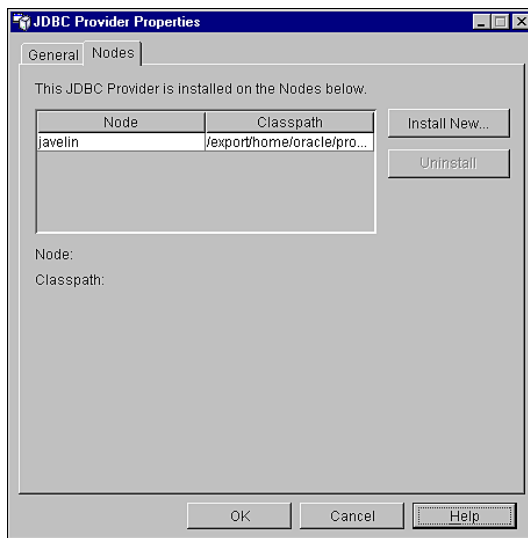 JDBC Provider Properties
General Nodes
This JDBC Provider is installed on the Nodes below.
Node Classpath Install New...
javelin /export/home/oracle/pro...
Uninstall
Node:
Classpath:
OK Cancel Help